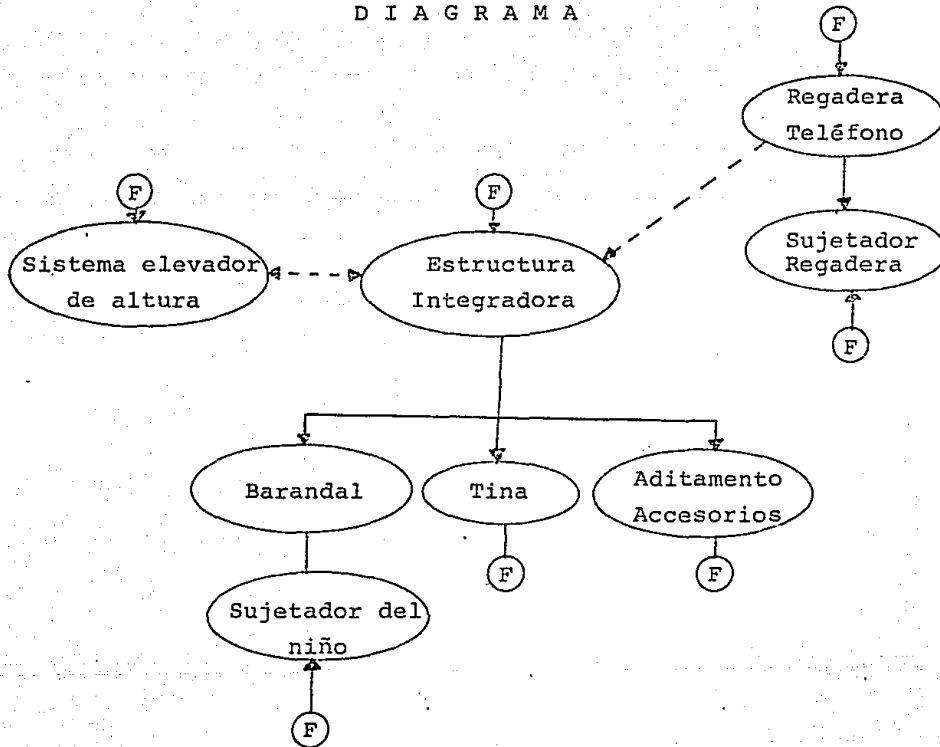 D I A G R A M A
F
Regadera
Teléfono
F
F
Sistema elevador
de altura
Estructura
Integradora
Sujetador
Regadera
F
Barandal
Tina
Aditamento
Accesorios
F
F
Sujetador del
niño
F